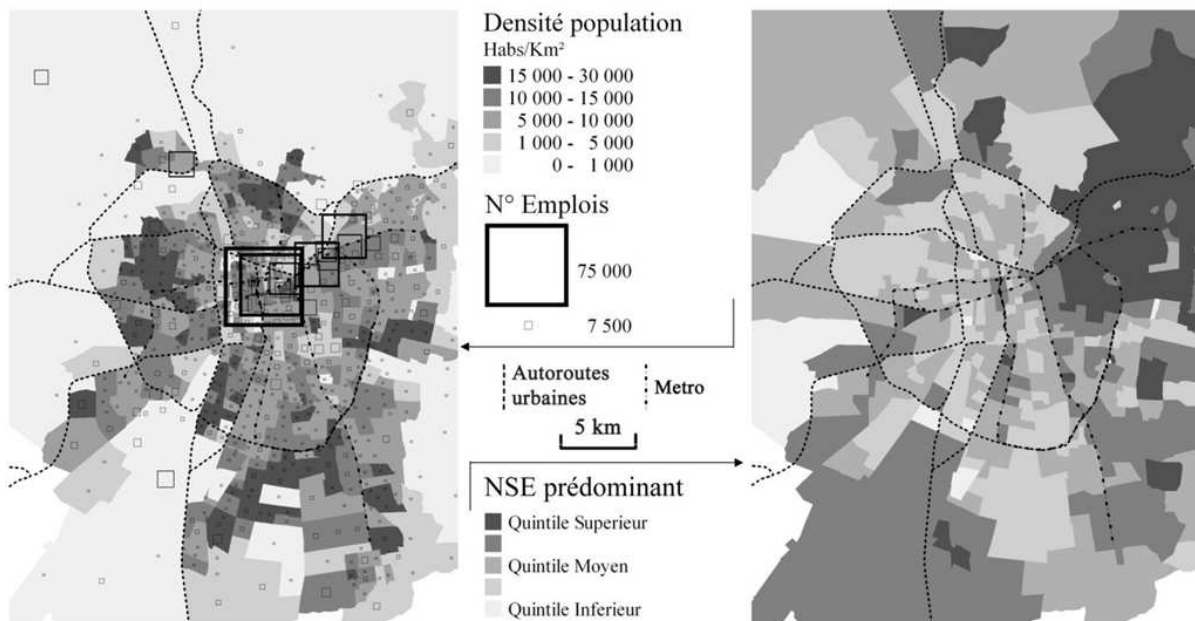 Densité population
Habs/Km²
15 000 - 30 000
10 000 - 15 000
5 000 - 10 000
1 000 - 5 000
0 - 1 000
N° Emplois
75 000
7 500
Autoroutes
urbaines
Metro
5 km
NSE prédominant
Quintile Superieur
Quintile Moyen
Quintile Inferieur